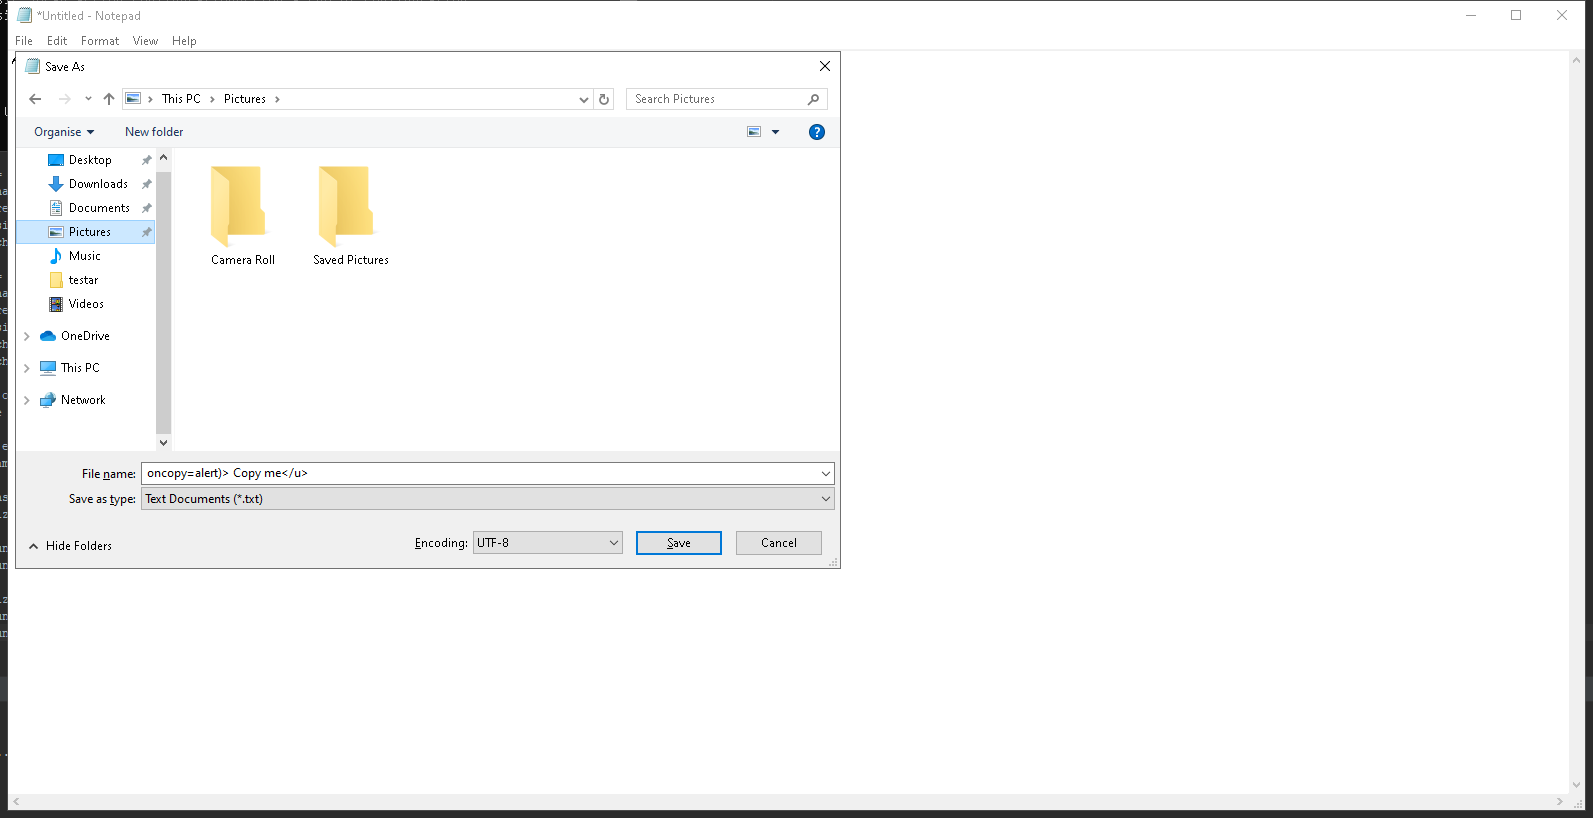 *Untitled - Notepad
File Edit Format View Help
Save As
This PC Pictures
Search Pictures
Organise New folder
Desktop
Downloads
Documents
Pictures
Music
testar
Videos
OneDrive
This PC
Network
Camera Roll Saved Pictures
File name: oncopy=alert)> Copy me</u>
Save as type: Text Documents (*.txt)
Hide Folders Encoding: UTF-8 Save Cancel